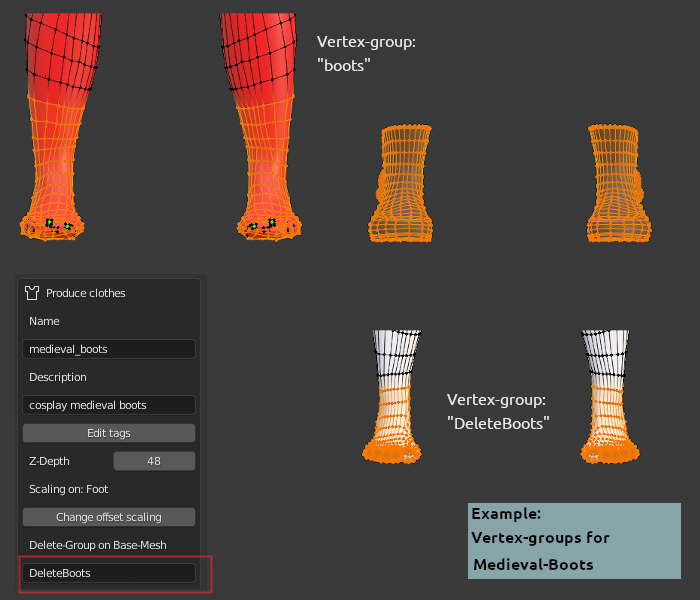 Vertex-group:
"boots"
Produce clothes
Name
medieval_boots
Description
cosplay medieval boots
Edit tags
Z-Depth 48
Scaling on: Foot
Change offset scaling
Delete-Group on Base-Mesh
DeleteBoots
Vertex-group:
"DeleteBoots"
Example:
Vertex-groups for
Medieval-Boots